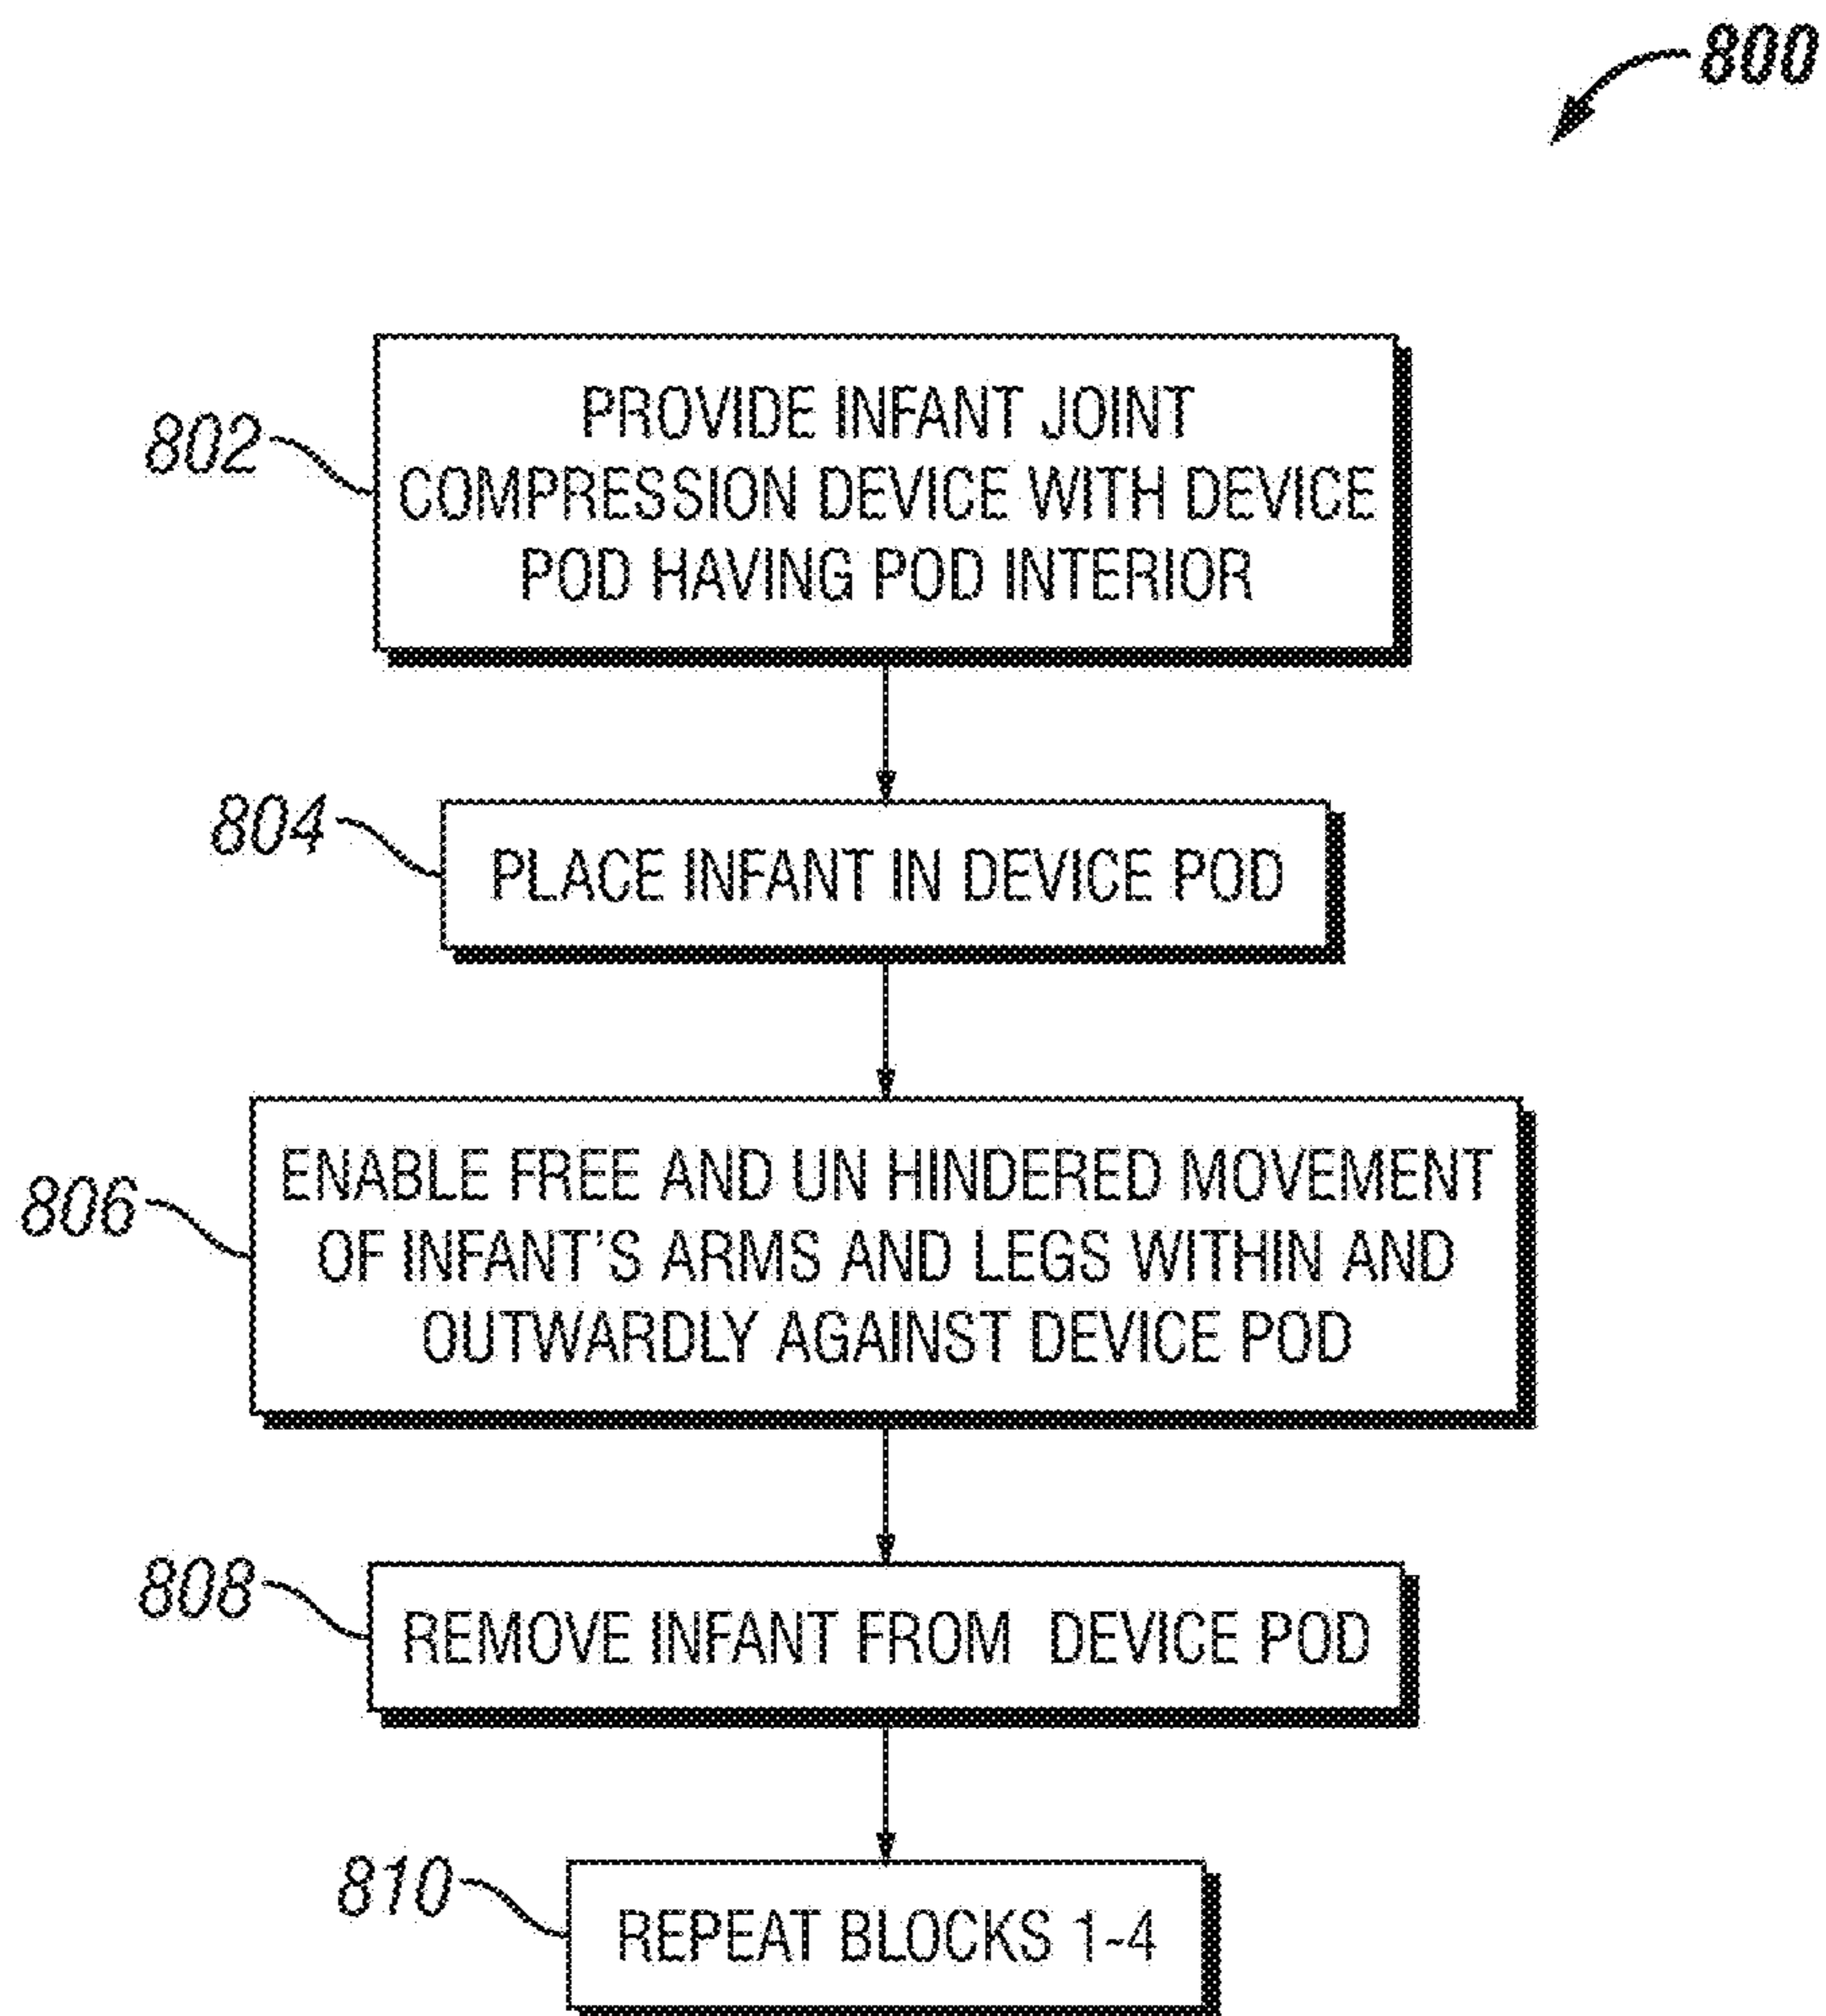 800
802
PROVIDE INFANT JOINT
COMPRESSION DEVICE WITH DEVICE
POD HAVING POD INTERIOR
804
PLACE INFANT IN DEVICE POD
806
ENABLE FREE AND UN HINDERED MOVEMENT
OF INFANT'S ARMS AND LEGS WITHIN AND
OUTWARDLY AGAINST DEVICE POD
808
REMOVE INFANT FROM DEVICE POD
810
REPEAT BLOCKS 1-4